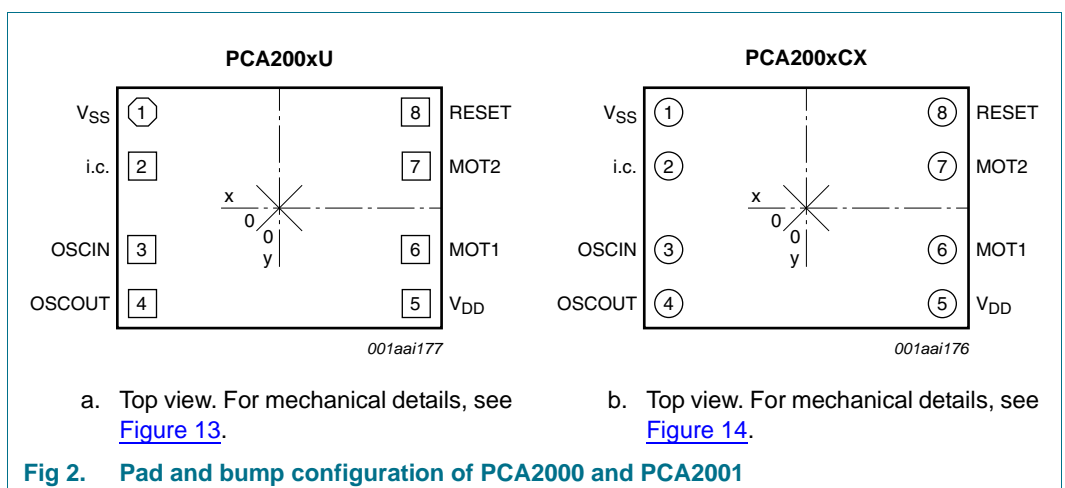 PCA200xU
VSS 1 8 RESET
i.c. 2 7 MOT2
x
0
0
y
OSCIN 3 6 MOT1
OSCOUT 4 5 VDD
001aai177
a. Top view. For mechanical details, see
Figure 13.
PCA200xCX
VSS 1 8 RESET
i.c. 2 7 MOT2
x
0
0
y
OSCIN 3 6 MOT1
OSCOUT 4 5 VDD
001aai176
b. Top view. For mechanical details, see
Figure 14.
Fig 2. Pad and bump configuration of PCA2000 and PCA2001